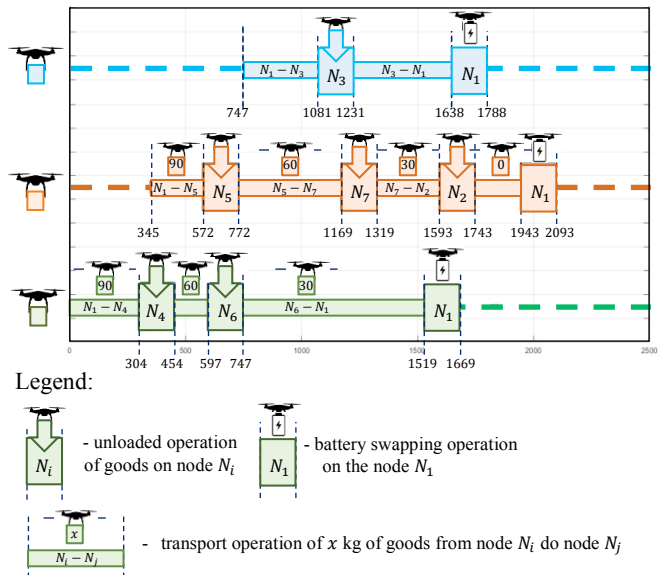 N₁ − N₃
N₃
N₃ − N₁
N₁
747
1081
1231
1638
1788
90
60
30
0
N₁ − N₅
N₅
N₅ − N₇
N₇
N₇ − N₂
N₂
N₁
345
572
772
1169
1319
1593
1743
1943
2093
90
60
30
N₁ − N₄
N₄
N₆
N₆ − N₁
N₁
0
500
1000
1500
2000
2500
304
454
597
747
1519
1669
Legend:
Nᵢ
- unloaded operation
of goods on node Nᵢ
N₁
- battery swapping operation
on the node N₁
x
Nᵢ − Nⱼ
- transport operation of x kg of goods from node Nᵢ do node Nⱼ